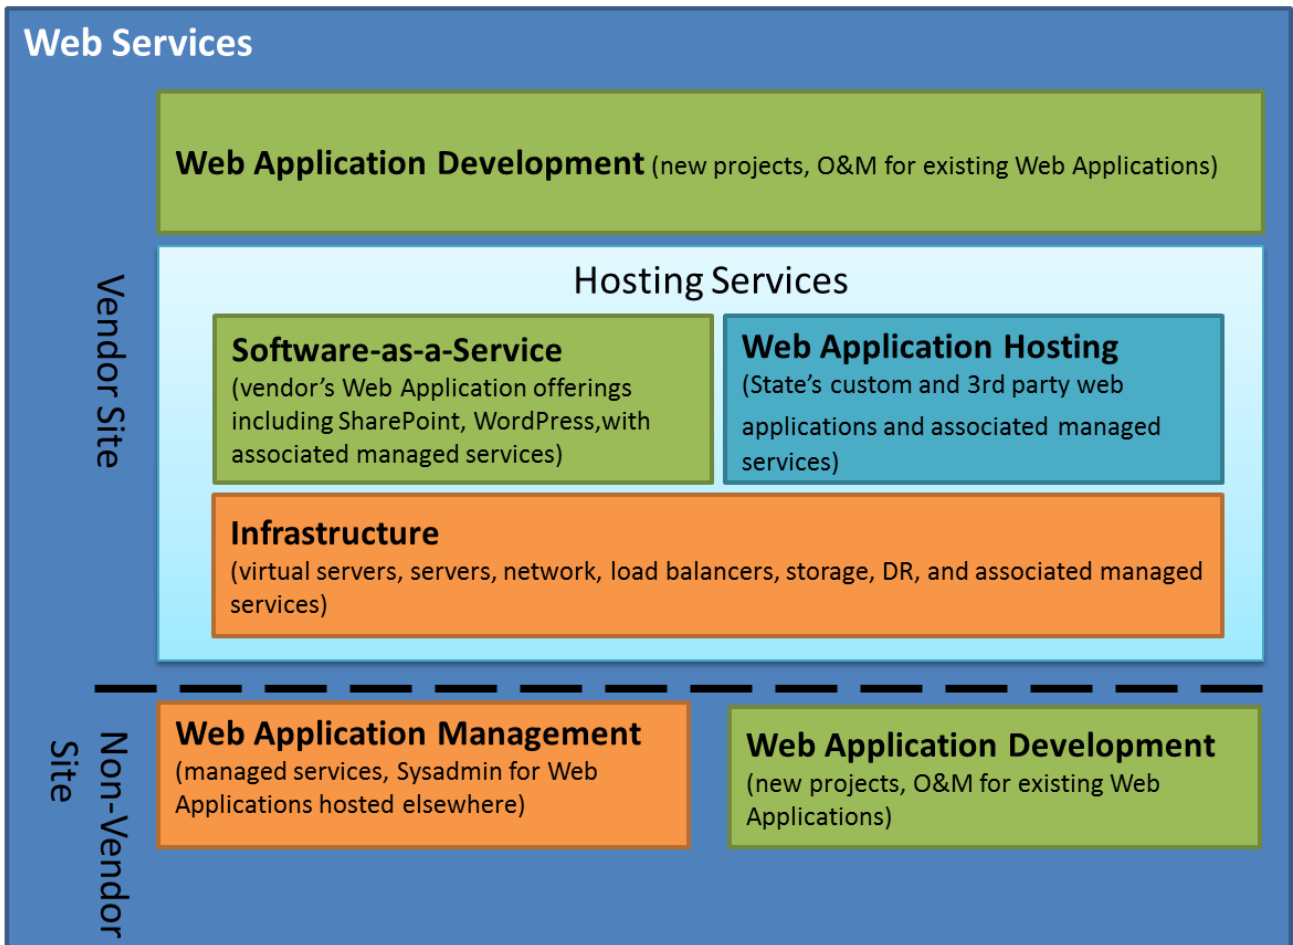 Web Services
Web Application Development (new projects, O&M for existing Web Applications)
Vendor Site
Hosting Services
Software-as-a-Service
(vendor's Web Application offerings
including SharePoint, WordPress,with
associated managed services)
Web Application Hosting
(State's custom and 3rd party web
applications and associated managed
services)
Infrastructure
(virtual servers, servers, network, load balancers, storage, DR, and associated managed
services)
Non-Vendor
Site
Web Application Management
(managed services, Sysadmin for Web
Applications hosted elsewhere)
Web Application Development
(new projects, O&M for existing Web
Applications)